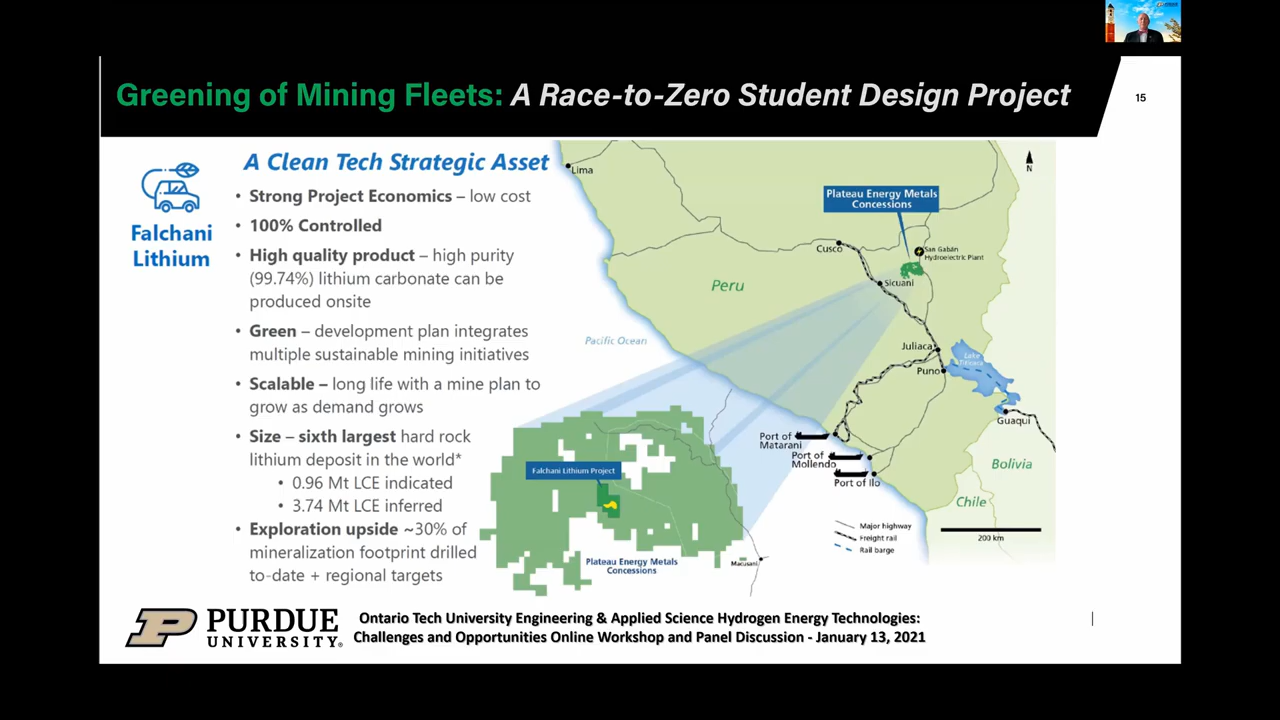 Greening of Mining Fleets: A Race-to-Zero Student Design Project
15
Falchani
Lithium
A Clean Tech Strategic Asset
• Strong Project Economics – low cost
• 100% Controlled
• High quality product – high purity
(99.74%) lithium carbonate can be
produced onsite
• Green – development plan integrates
multiple sustainable mining initiatives
• Scalable – long life with a mine plan to
grow as demand grows
• Size – sixth largest hard rock
lithium deposit in the world*
• 0.96 Mt LCE indicated
• 3.74 Mt LCE inferred
• Exploration upside ~30% of
mineralization footprint drilled
to-date + regional targets
Lima
N
Plateau Energy Metals
Concessions
Cusco
San Gabán
Hydroelectric Plant
Sicuani
Peru
Pacific Ocean
Juliaca
Lake
Titicaca
Puno
Guaqui
Port of
Matarani
Port of
Mollendo
Port of Ilo
Bolivia
Chile
Falchani Lithium Project
Plateau Energy Metals
Concessions
Macusani
Major highway
Freight rail
Rail barge
200 km
PURDUE
UNIVERSITY®
Ontario Tech University Engineering & Applied Science Hydrogen Energy Technologies:
Challenges and Opportunities Online Workshop and Panel Discussion - January 13, 2021